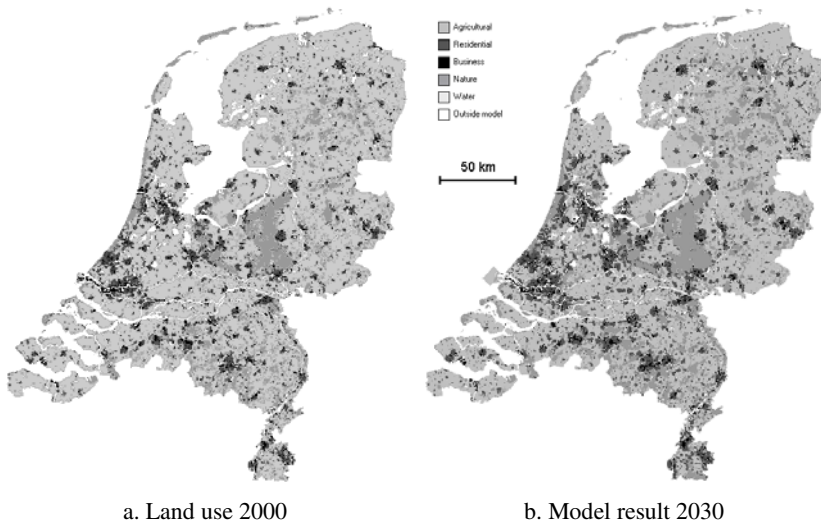 Agricultural
Residential
Business
Nature
Water
Outside model
50 km
a. Land use 2000
b. Model result 2030